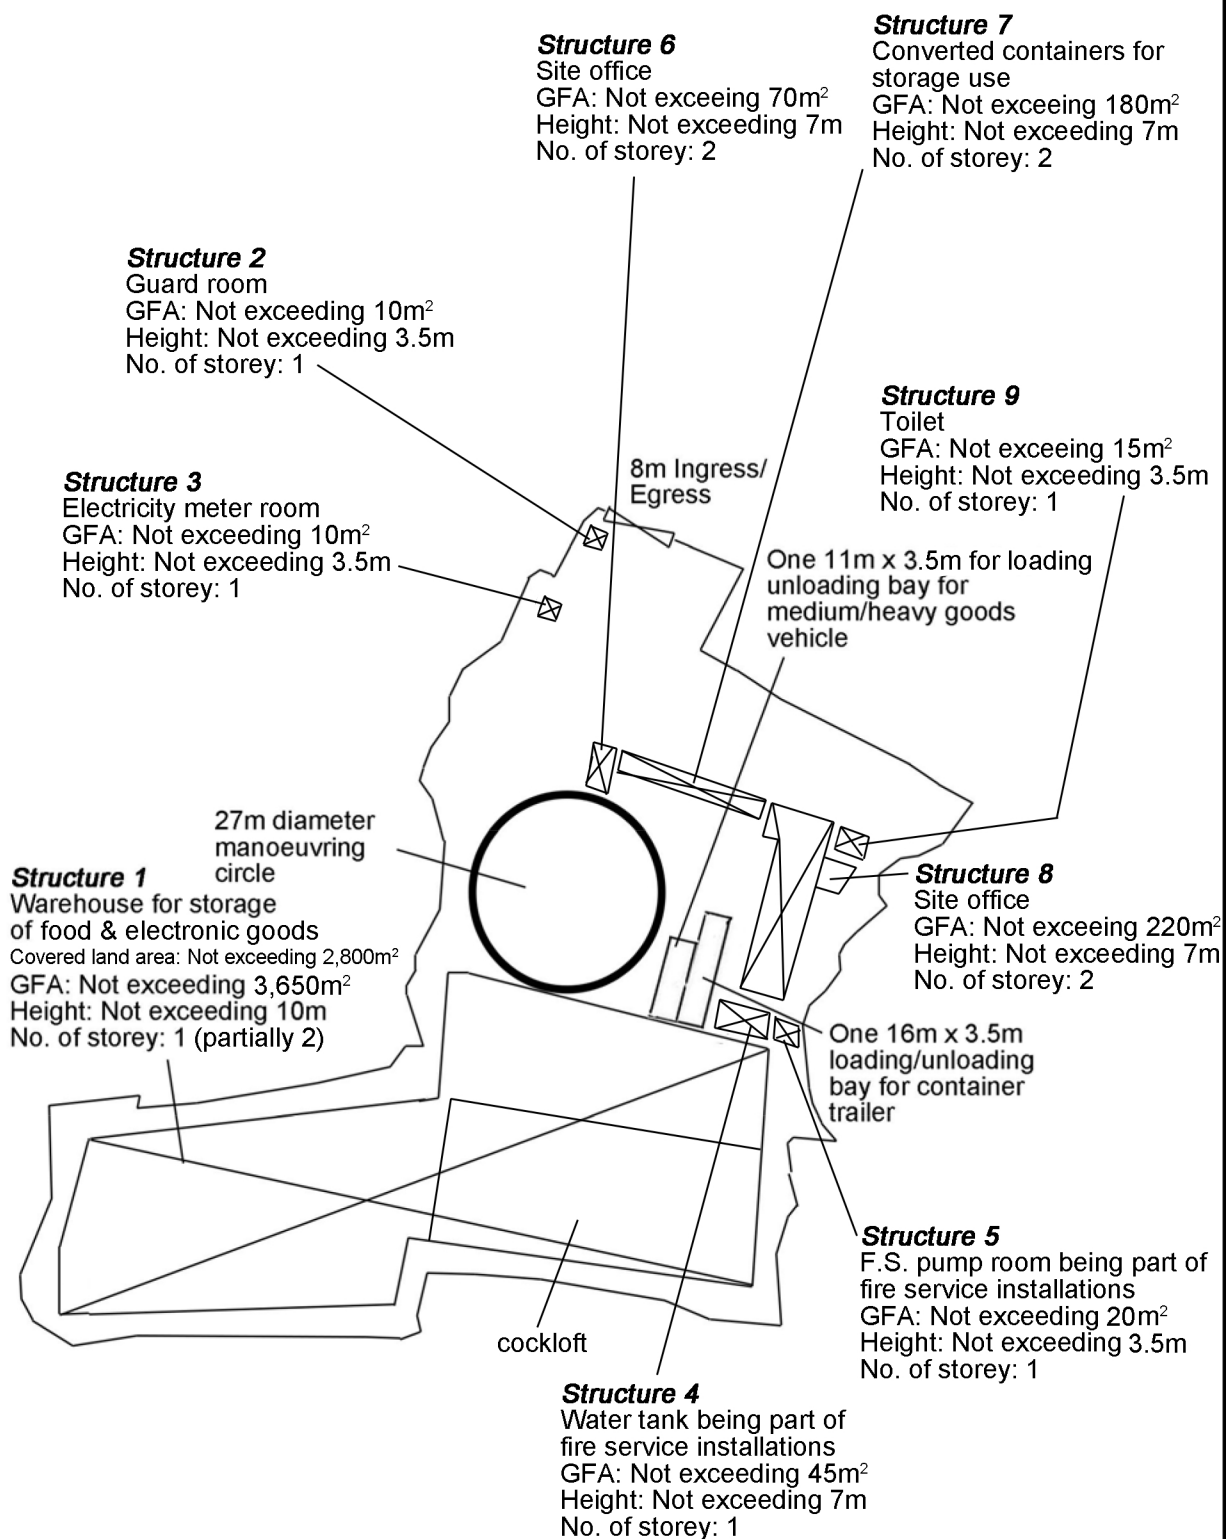 Structure 6
Site office
GFA: Not exceeing 70m²
Height: Not exceeding 7m
No. of storey: 2
Structure 7
Converted containers for
storage use
GFA: Not exceeing 180m²
Height: Not exceeding 7m
No. of storey: 2
Structure 2
Guard room
GFA: Not exceeding 10m²
Height: Not exceeding 3.5m
No. of storey: 1
Structure 9
Toilet
GFA: Not exceeing 15m²
Height: Not exceeding 3.5m
No. of storey: 1
Structure 3
Electricity meter room
GFA: Not exceeding 10m²
Height: Not exceeding 3.5m
No. of storey: 1
8m Ingress/
Egress
One 11m x 3.5m for loading
unloading bay for
medium/heavy goods
vehicle
27m diameter
manoeuvring
circle
Structure 1
Warehouse for storage
of food & electronic goods
Covered land area: Not exceeding 2,800m²
GFA: Not exceeding 3,650m²
Height: Not exceeding 10m
No. of storey: 1 (partially 2)
Structure 8
Site office
GFA: Not exceeing 220m²
Height: Not exceeding 7m
No. of storey: 2
One 16m x 3.5m
loading/unloading
bay for container
trailer
Structure 5
F.S. pump room being part of
fire service installations
GFA: Not exceeding 20m²
Height: Not exceeding 3.5m
No. of storey: 1
cockloft
Structure 4
Water tank being part of
fire service installations
GFA: Not exceeding 45m²
Height: Not exceeding 7m
No. of storey: 1